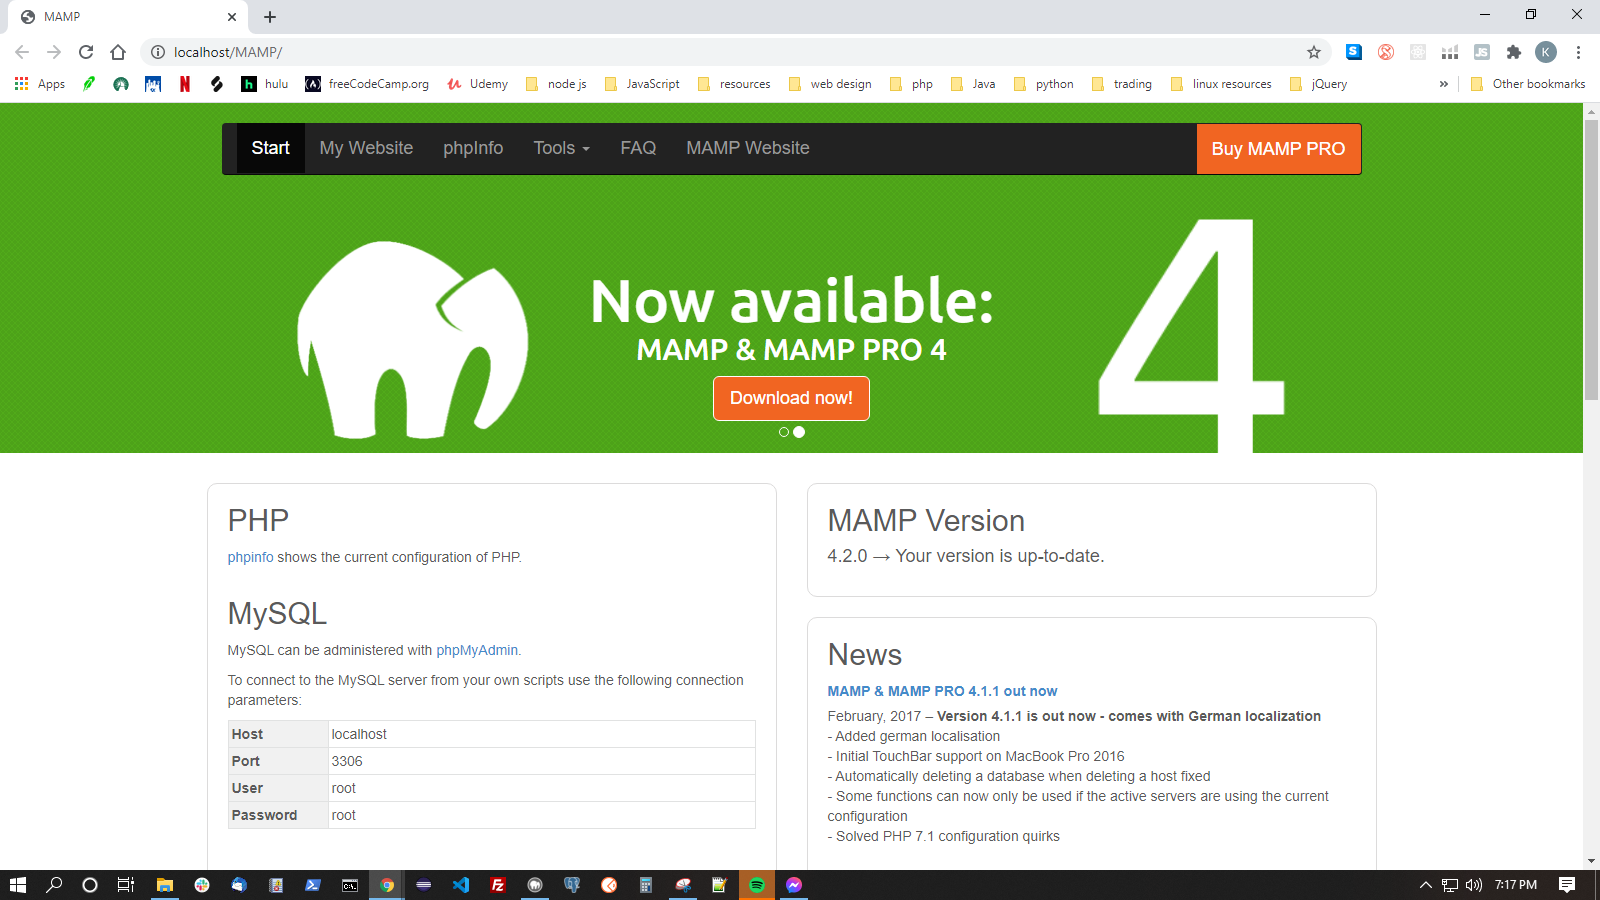 MAMP
localhost/MAMP/
S
JS
K
Apps
N
h
hulu
freeCodeCamp.org
Udemy
node js
JavaScript
resources
web design
php
Java
python
trading
linux resources
jQuery
»
Other bookmarks
Start
My Website
phpInfo
Tools
FAQ
MAMP Website
Buy MAMP PRO
Now available:
MAMP & MAMP PRO 4
Download now!
4
PHP
phpinfo shows the current configuration of PHP.
MySQL
MySQL can be administered with phpMyAdmin.
To connect to the MySQL server from your own scripts use the following connection
parameters:
Host localhost
Port 3306
User root
Password root
MAMP Version
4.2.0 → Your version is up-to-date.
News
MAMP & MAMP PRO 4.1.1 out now
February, 2017 – Version 4.1.1 is out now - comes with German localization
- Added german localisation
- Initial TouchBar support on MacBook Pro 2016
- Automatically deleting a database when deleting a host fixed
- Some functions can now only be used if the active servers are using the current
configuration
- Solved PHP 7.1 configuration quirks
Fz
7:17 PM